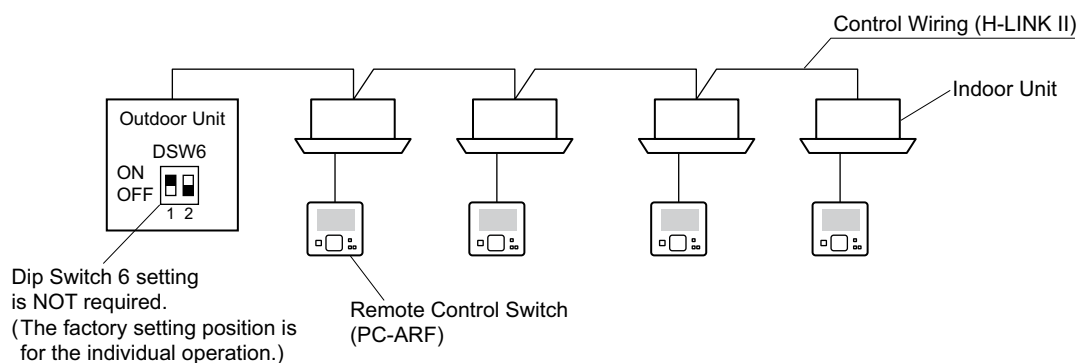 Control Wiring (H-LINK II)
Indoor Unit
Outdoor Unit
DSW6
ON
OFF
1 2
Dip Switch 6 setting
is NOT required.
(The factory setting position is
for the individual operation.)
Remote Control Switch
(PC-ARF)